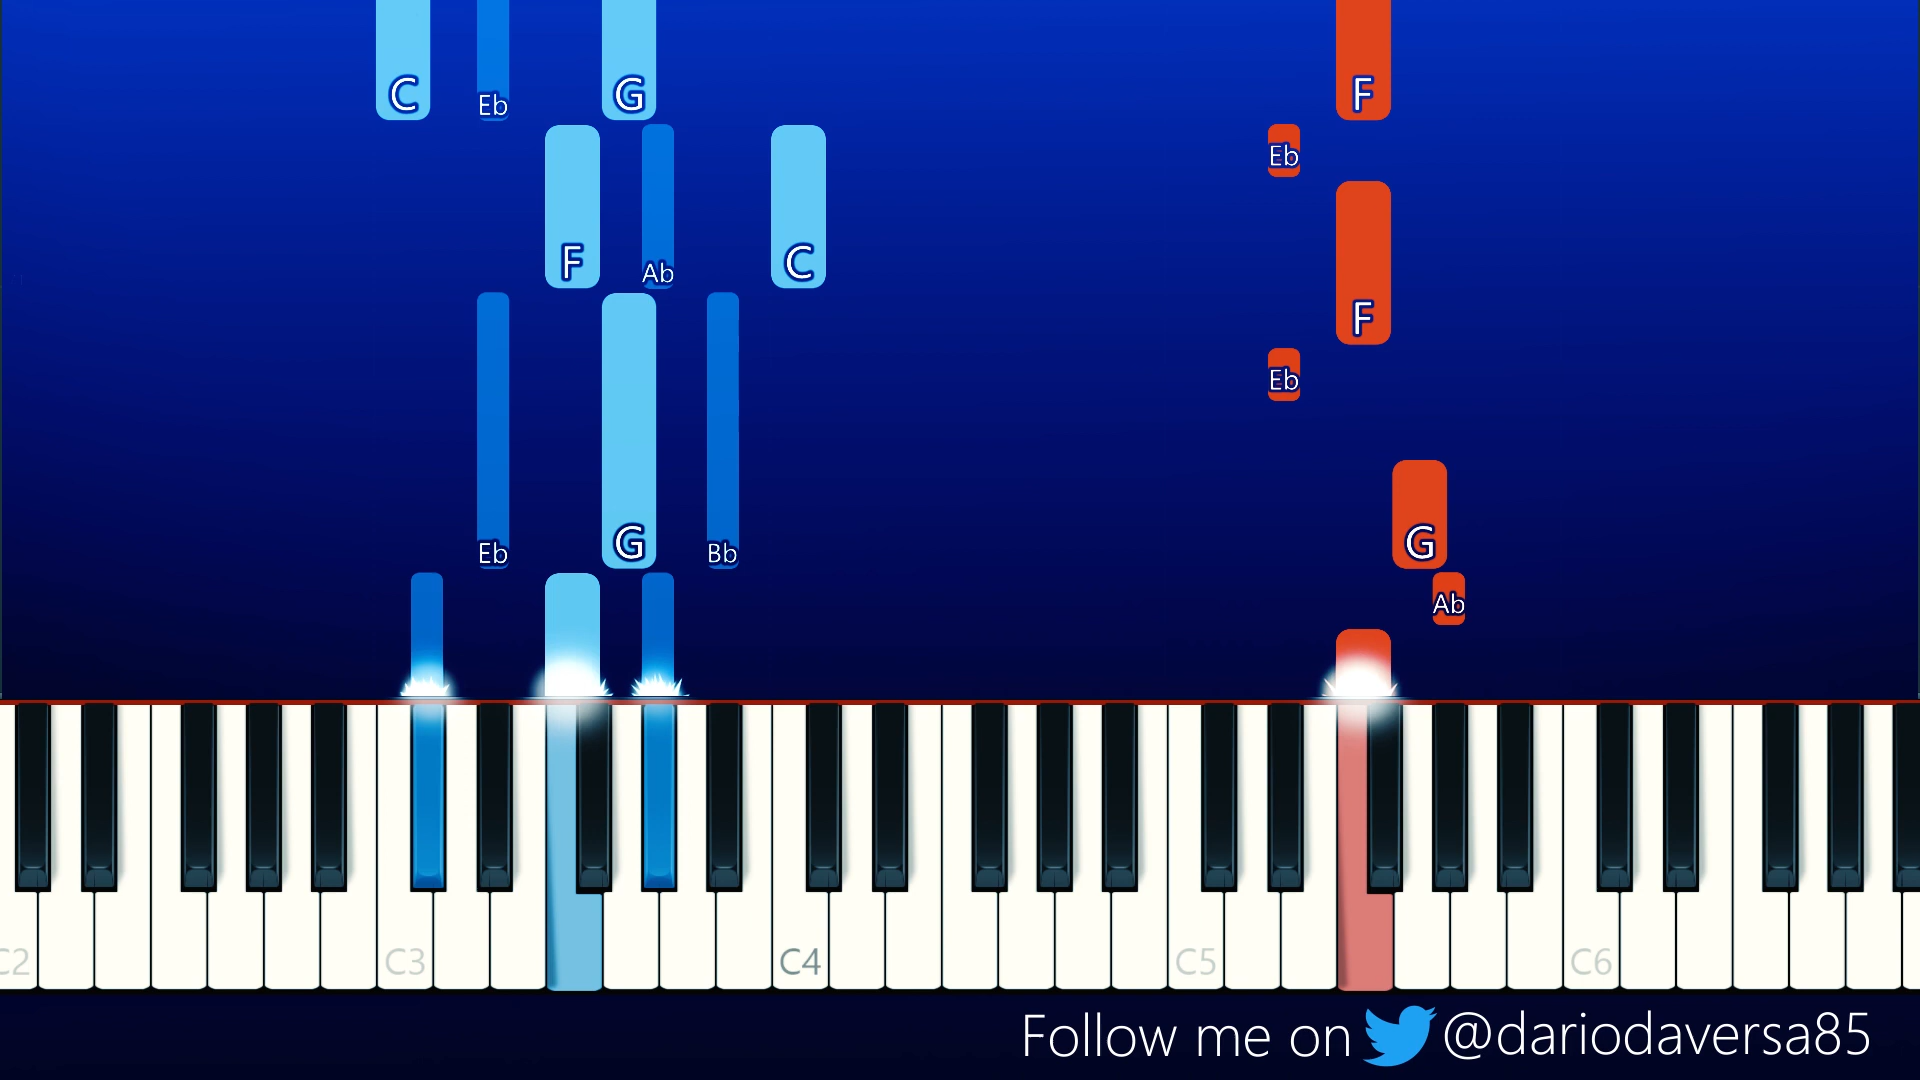 C Eb G F
Eb
F Ab C
F
Eb
Eb G Bb G
Ab
C2 C3 C4 C5 C6
Follow me on @dariodaversa85